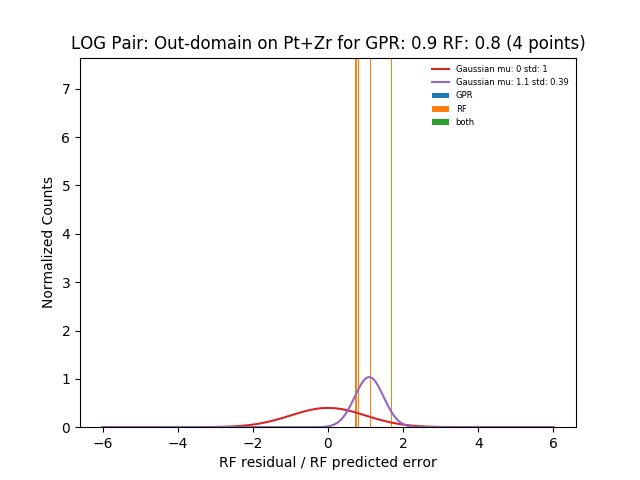 LOG Pair: Out-domain on Pt+Zr for GPR: 0.9 RF: 0.8 (4 points)
Gaussian mu: 0 std: 1
Gaussian mu: 1.1 std: 0.39
GPR
RF
both
Normalized Counts
7
6
5
4
3
2
1
0
−6 −4 −2 0 2 4 6
RF residual / RF predicted error